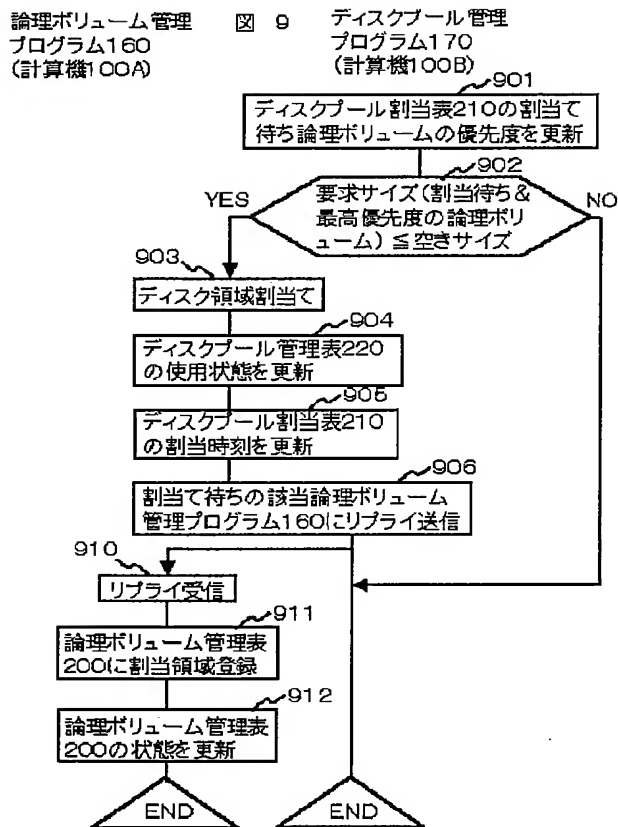 論理ボリューム管理
プログラム160
(計算機100A)
図 9
ディスクプール管理
プログラム170
(計算機100B)
901
ディスクプール割当表210の割当て
待ち論理ボリュームの優先度を更新
902
YES
要求サイズ(割当待ち&
最高優先度の論理ボリ
ューム)≦空きサイズ
NO
903
ディスク領域割当て
904
ディスクプール管理表220
の使用状態を更新
905
ディスクプール割当表210
の割当時刻を更新
906
割当て待ちの該当論理ボリューム
管理プログラム160にリプライ送信
910
リプライ受信
911
論理ボリューム管理表
200に割当領域登録
912
論理ボリューム管理表
200の状態を更新
END
END